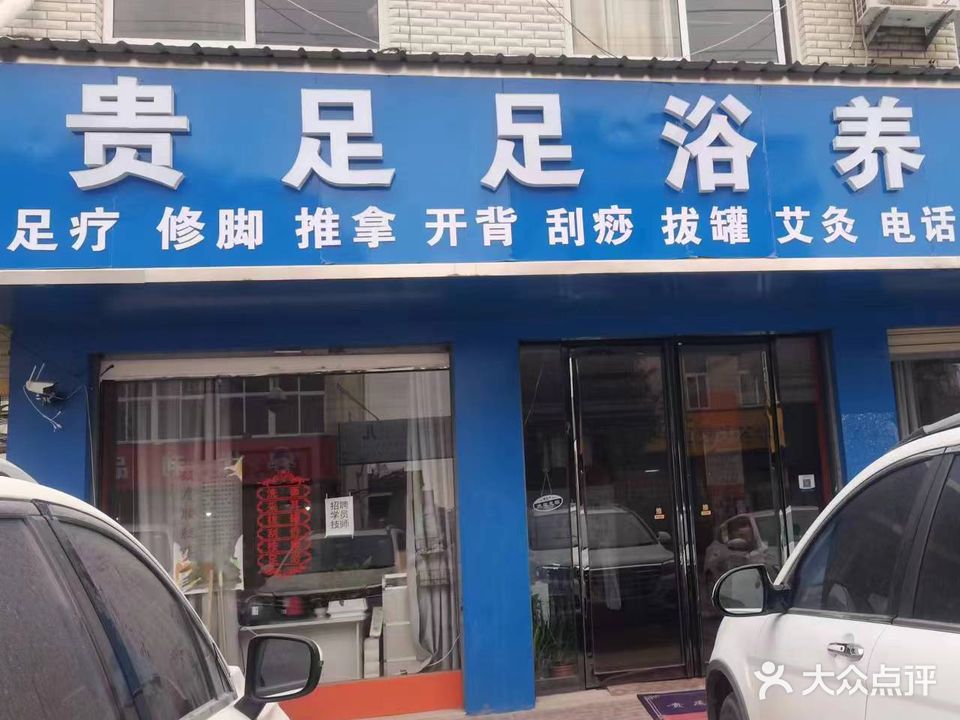 贵足足浴养
足疗 修脚 推拿 开背 刮痧 拔罐 艾灸 电话
招聘
学员
技师
大众点评